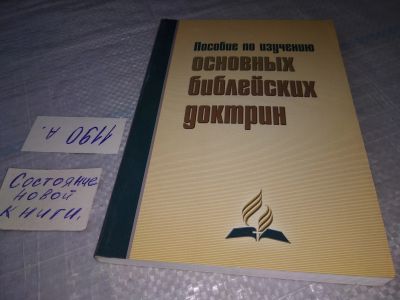 Пособие по изучению
основных
библейских
доктрин
1190 А.
Состояние
новой
книги.